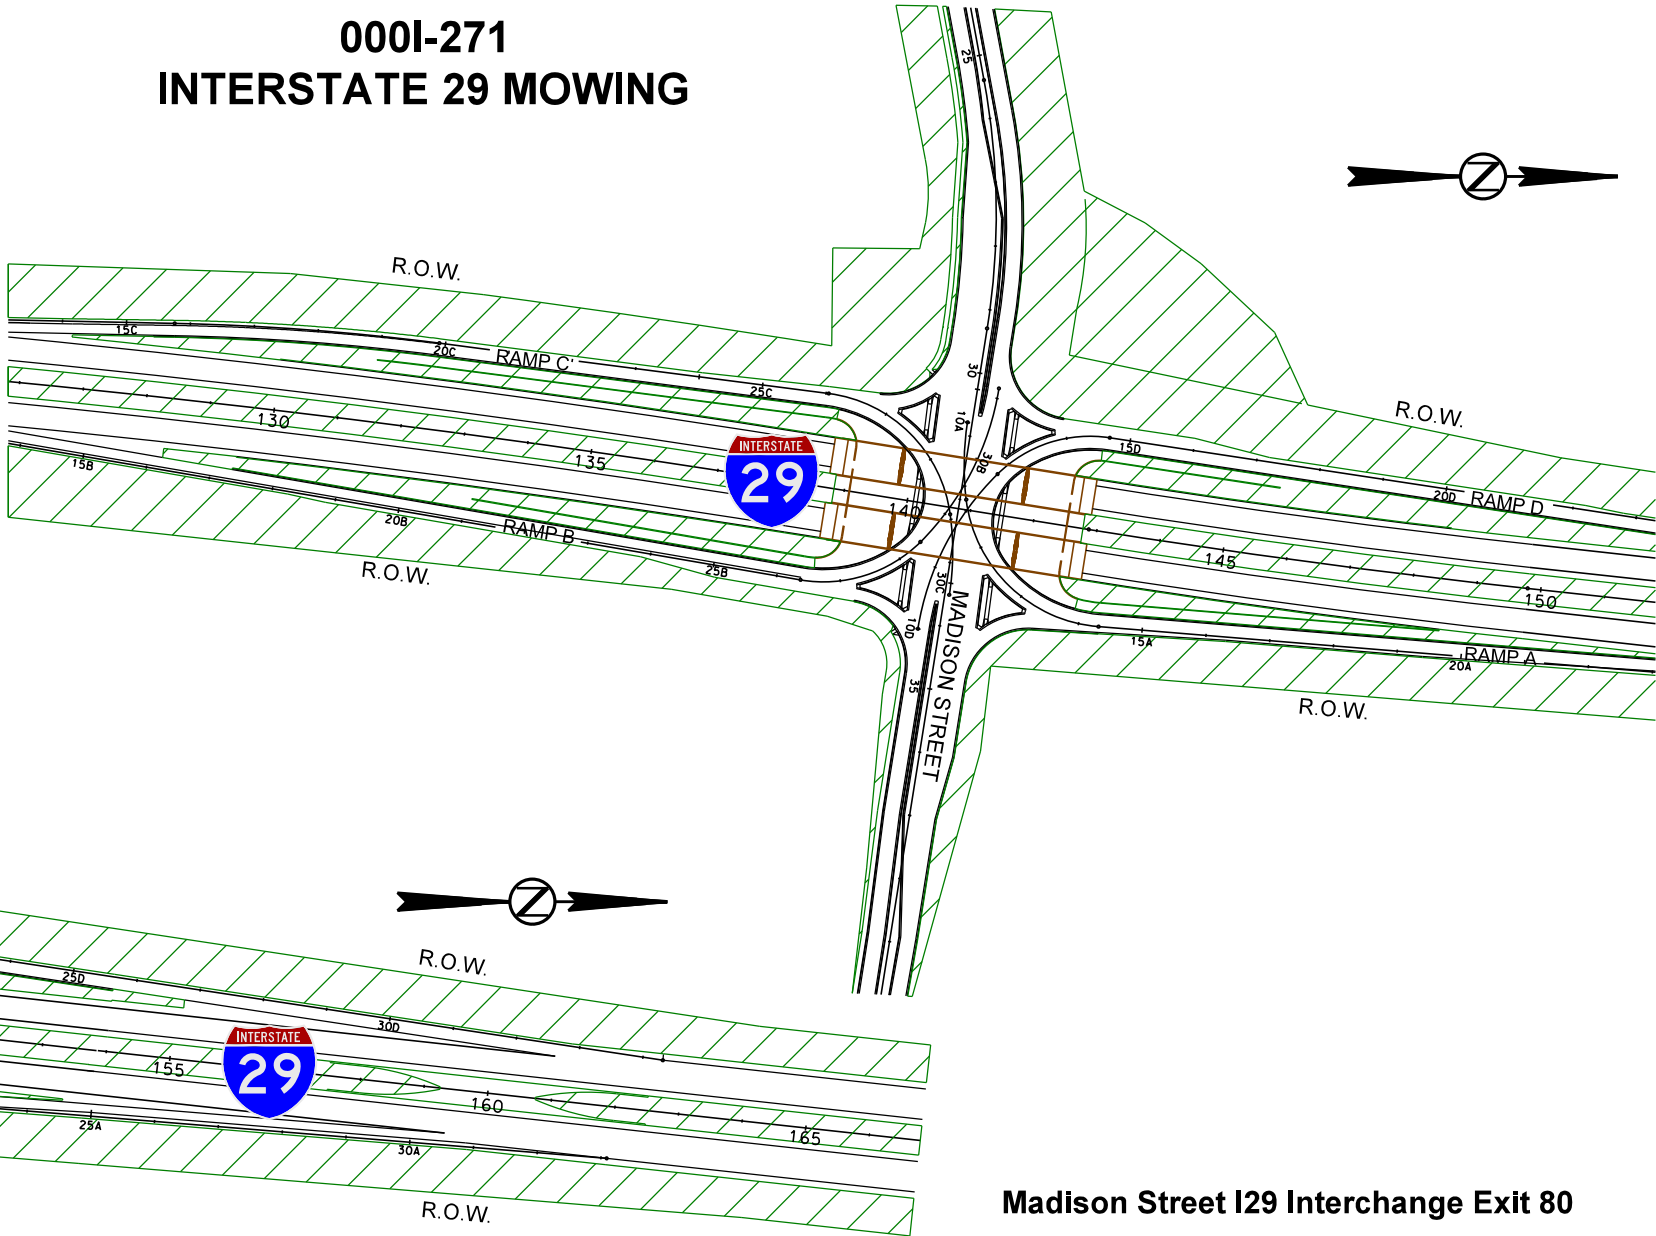 000I-271
INTERSTATE 29 MOWING
25
N
R.O.W.
15C
20C
RAMP C'
25C
30
10A
30B
R.O.W.
130
135
INTERSTATE
29
140
15D
20D
RAMP D
15B
20B
RAMP B
25B
R.O.W.
145
150
30C
10D
MADISON STREET
35
15A
20A
RAMP A
R.O.W.
N
R.O.W.
25D
30D
155
INTERSTATE
29
160
165
25A
30A
R.O.W.
Madison Street I29 Interchange Exit 80